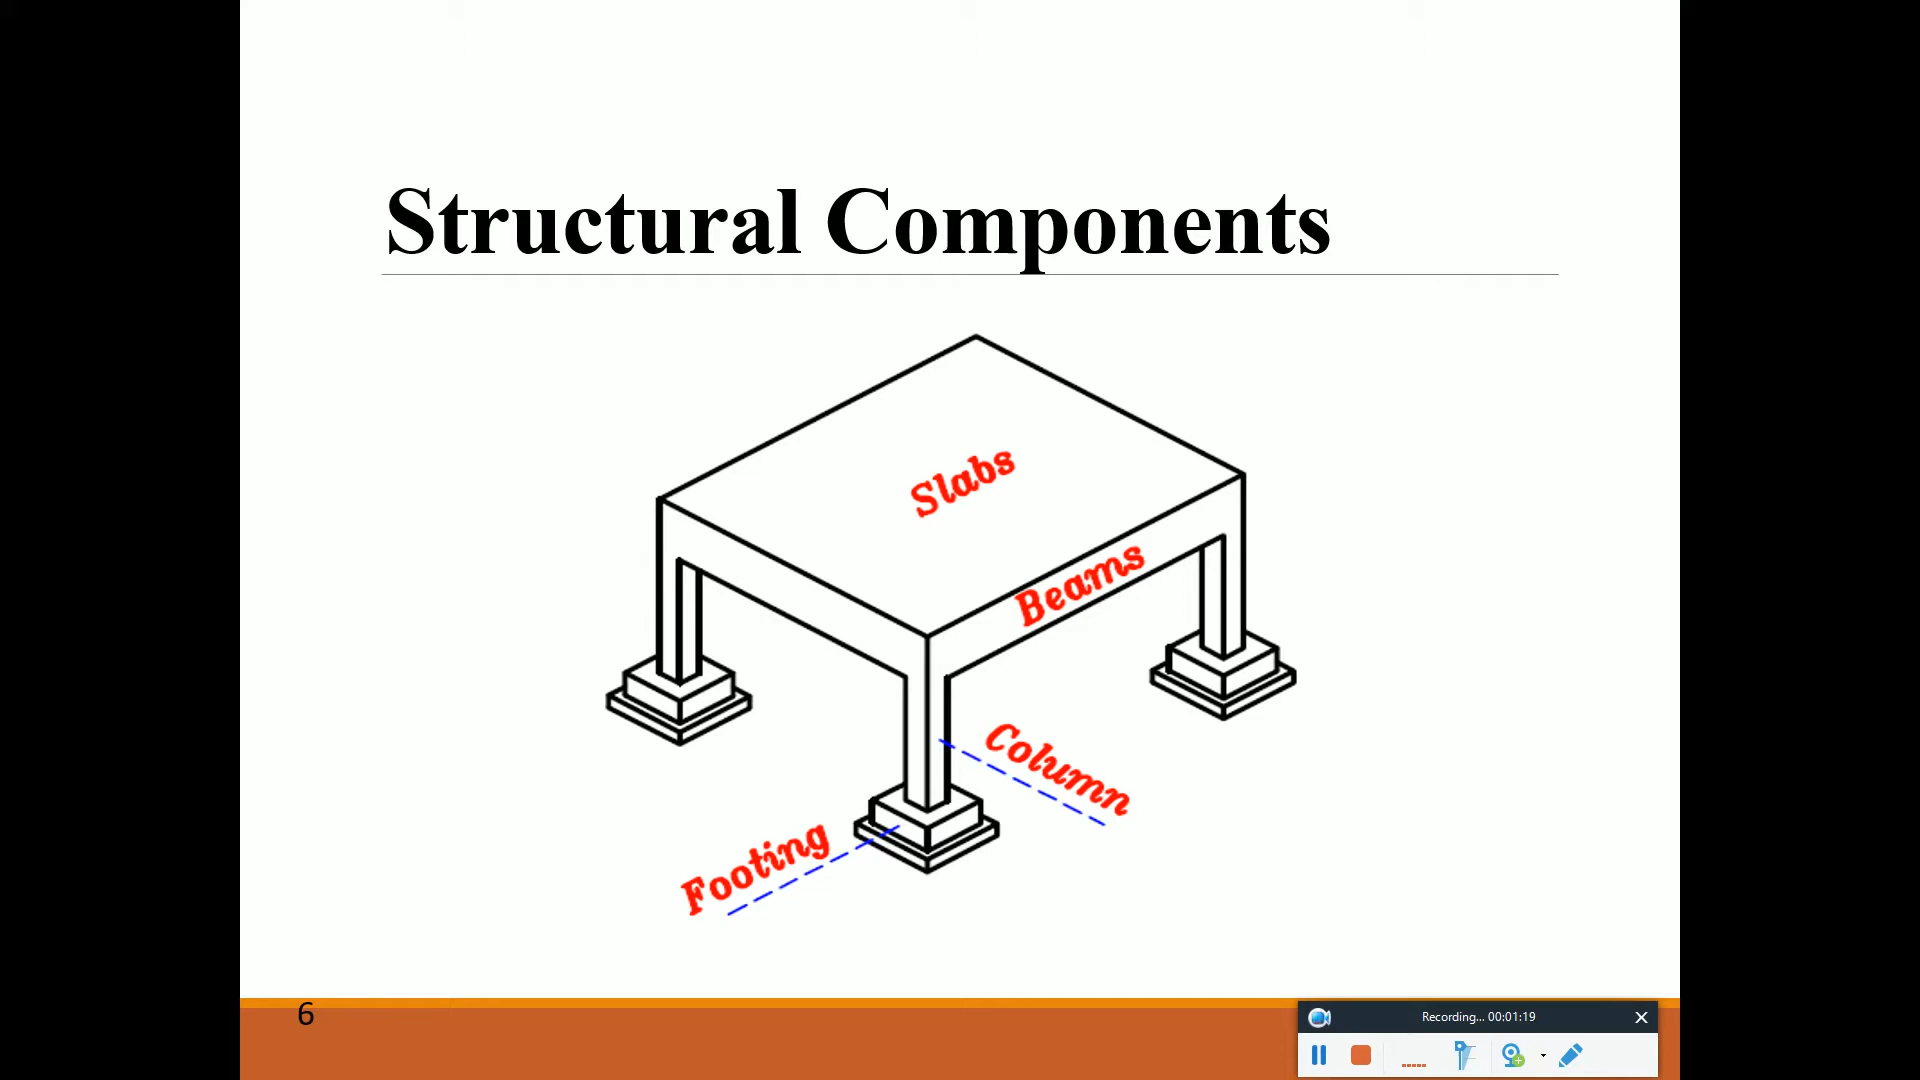 Structural Components
Slabs
Beams
Column
Footing
6
Recording... 00:01:19